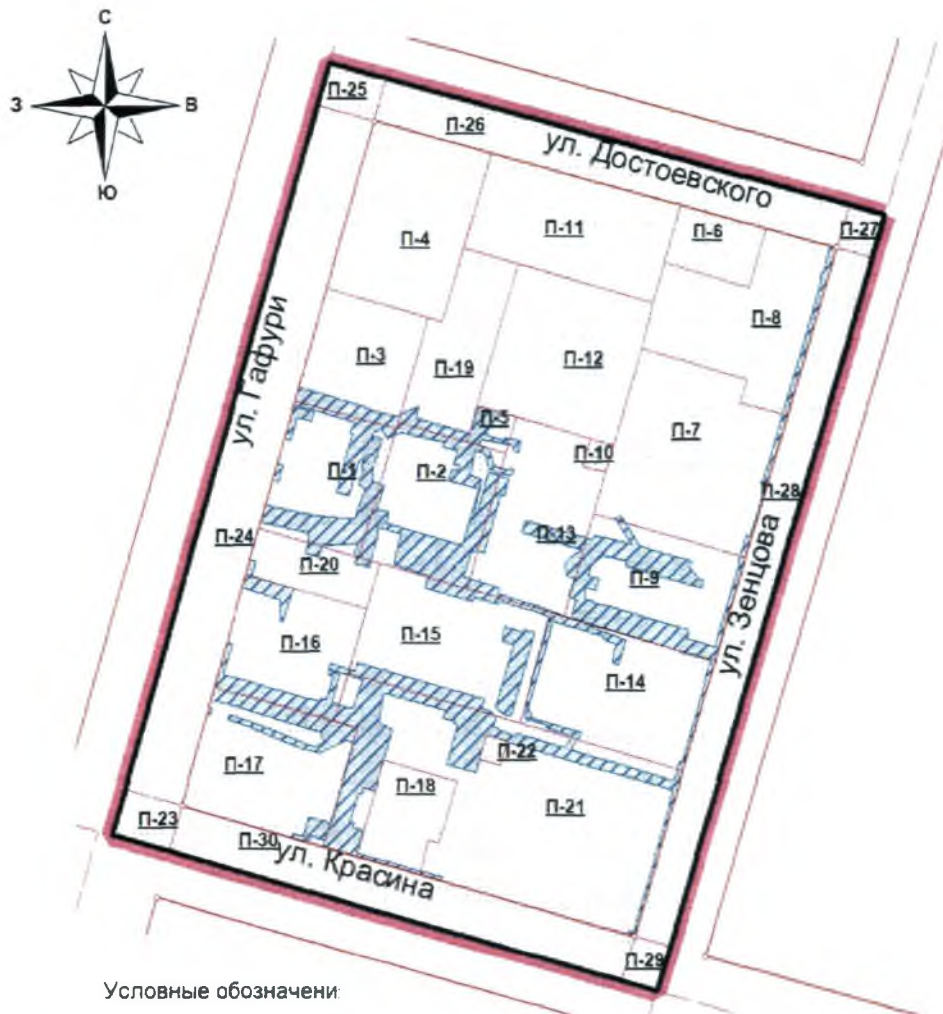 С
З
В
Ю
П-25
П-26
ул. Достоевского
П-27
П-6
П-11
П-4
П-8
ул. Гафури
П-3
П-19
П-12
П-5
П-7
П-10
П-1
П-2
П-28
П-13
П-24
П-20
П-9
ул. Зенцова
П-15
П-16
П-14
П-22
П-17
П-18
П-21
П-23
П-30
ул. Красина
П-29
Условные обозначени